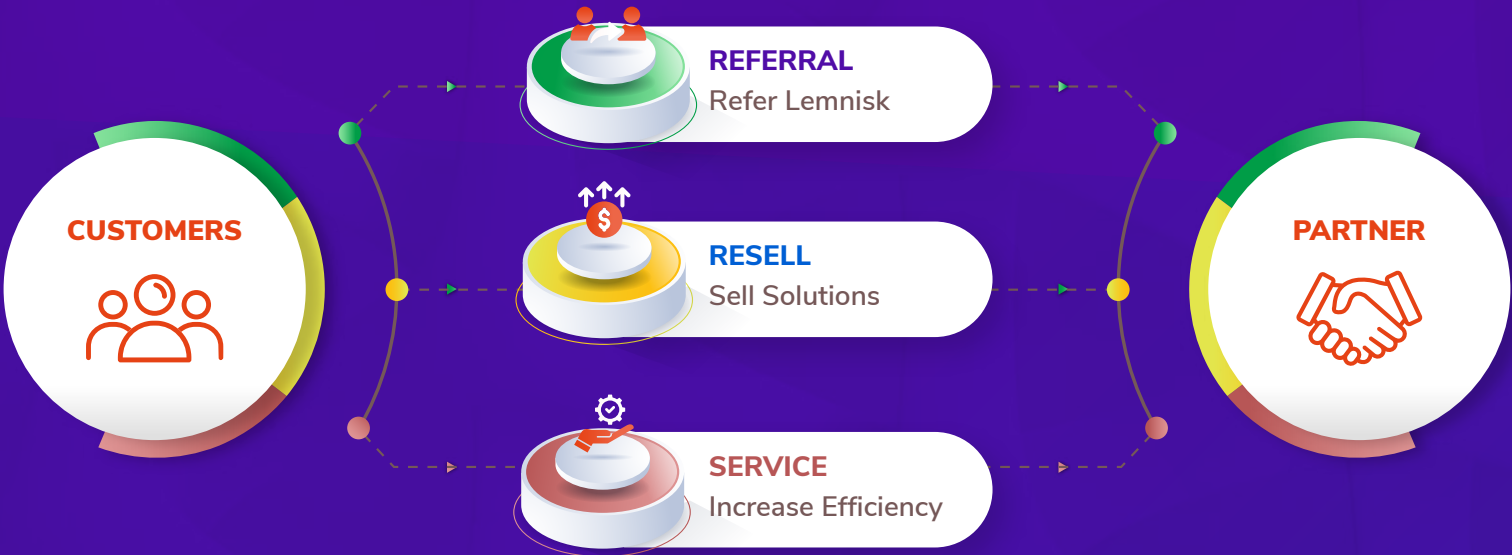 CUSTOMERS
REFERRAL
Refer Lemnisk
RESELL
Sell Solutions
SERVICE
Increase Efficiency
PARTNER